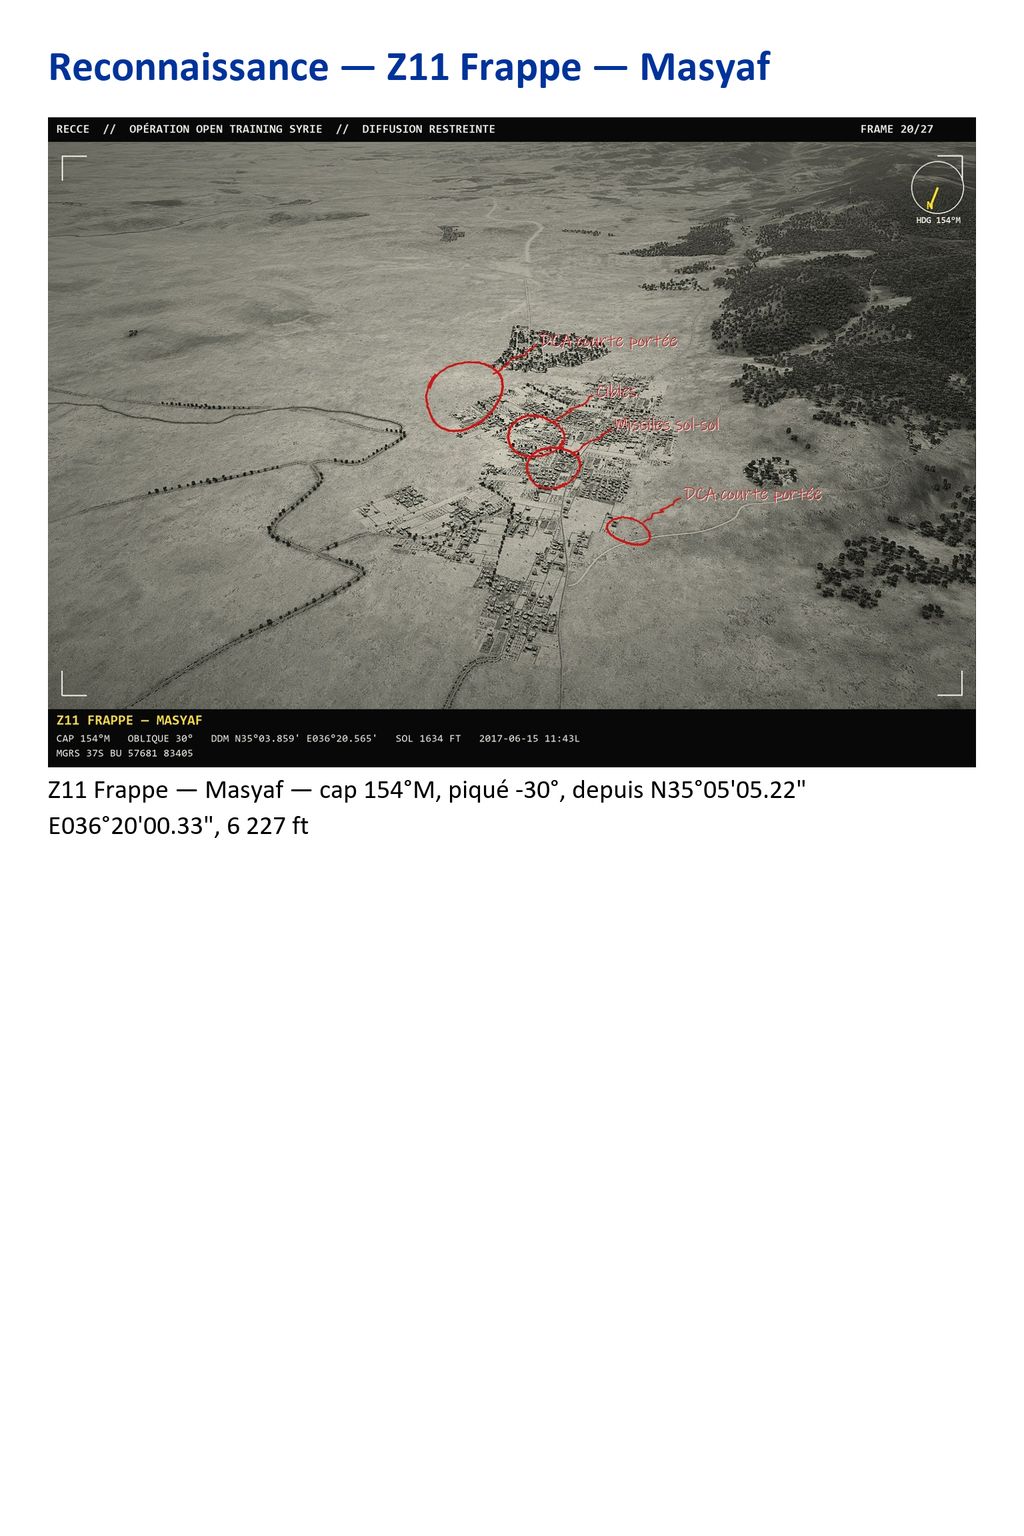 Reconnaissance — Z11 Frappe — Masyaf
RECCE // OPÉRATION OPEN TRAINING SYRIE // DIFFUSION RESTREINTE
FRAME 20/27
N
HDG 154°M
DCA courte portée
Cibles
Missiles sol-sol
DCA courte portée
Z11 FRAPPE — MASYAF
CAP 154°M OBLIQUE 30° DDM N35°03.859' E036°20.565' SOL 1634 FT 2017-06-15 11:43L
MGRS 37S BU 57681 83405
Z11 Frappe — Masyaf — cap 154°M, piqué -30°, depuis N35°05'05.22"
E036°20'00.33", 6 227 ft